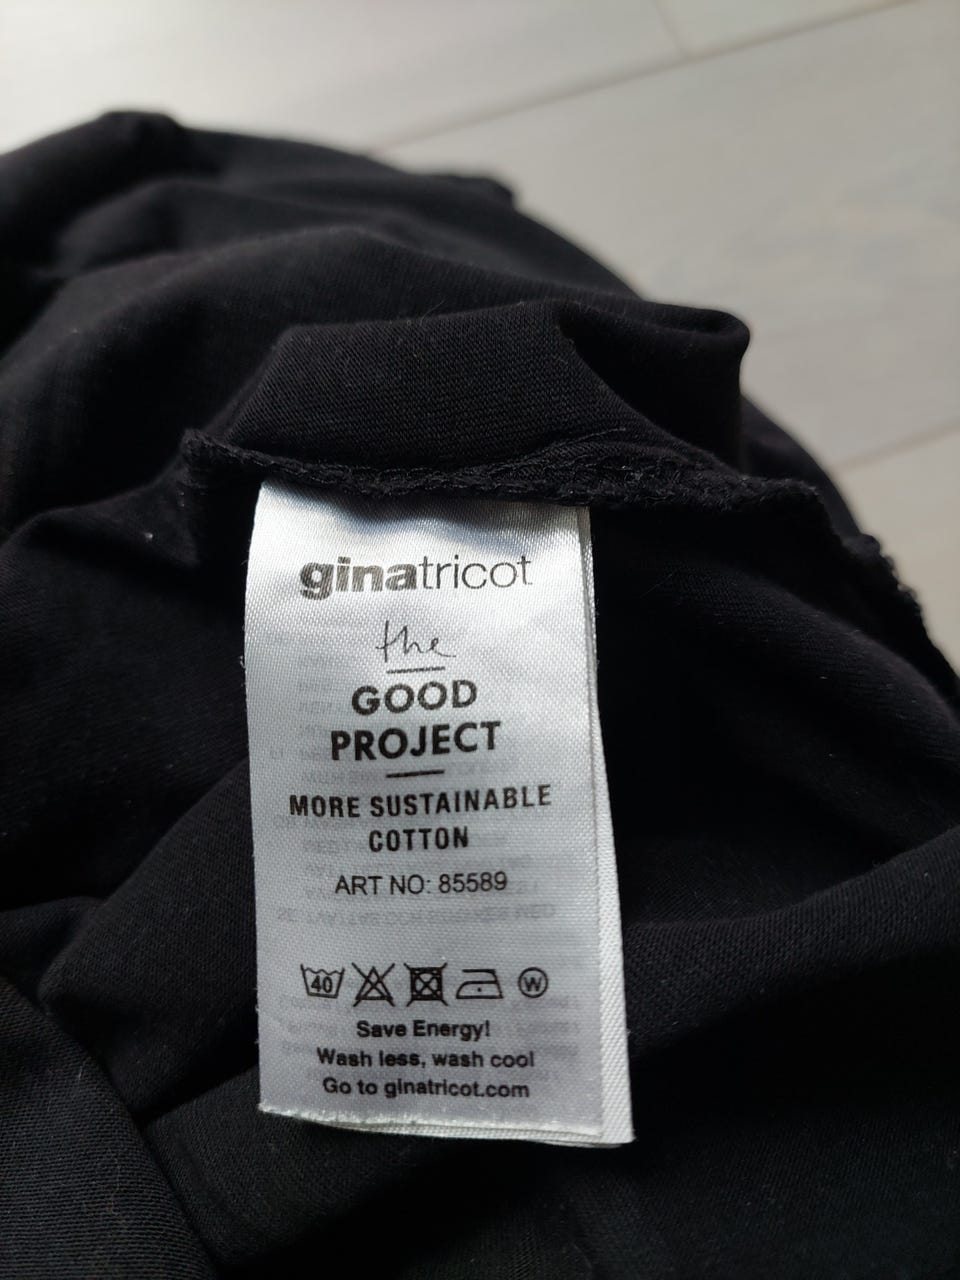 ginatricot
the
GOOD
PROJECT
MORE SUSTAINABLE
COTTON
ART NO: 85589
40 W
Save Energy!
Wash less, wash cool
Go to ginatricot.com